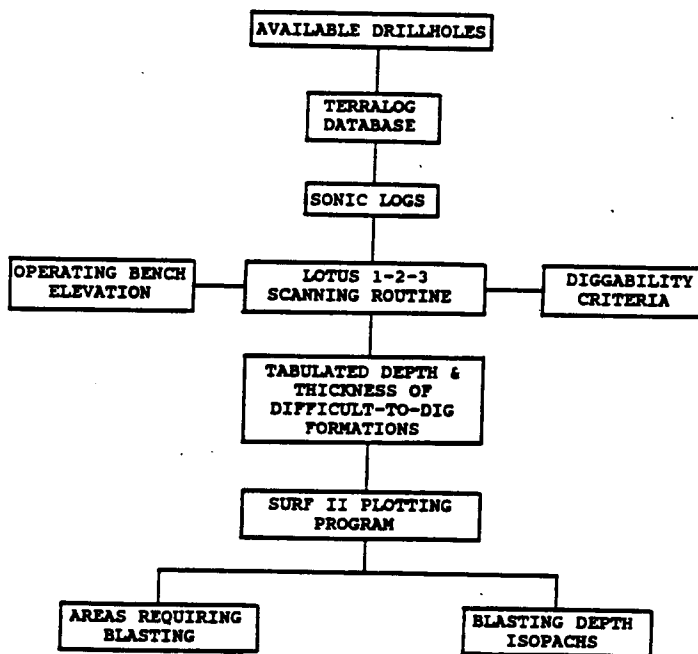 AVAILABLE DRILLHOLES
TERRALOG
DATABASE
SONIC LOGS
OPERATING BENCH
ELEVATION
LOTUS 1-2-3
SCANNING ROUTINE
DIGGABILITY
CRITERIA
TABULATED DEPTH &
THICKNESS OF
DIFFICULT-TO-DIG
FORMATIONS
SURF II PLOTTING
PROGRAM
AREAS REQUIRING
BLASTING
BLASTING DEPTH
ISOPACHS